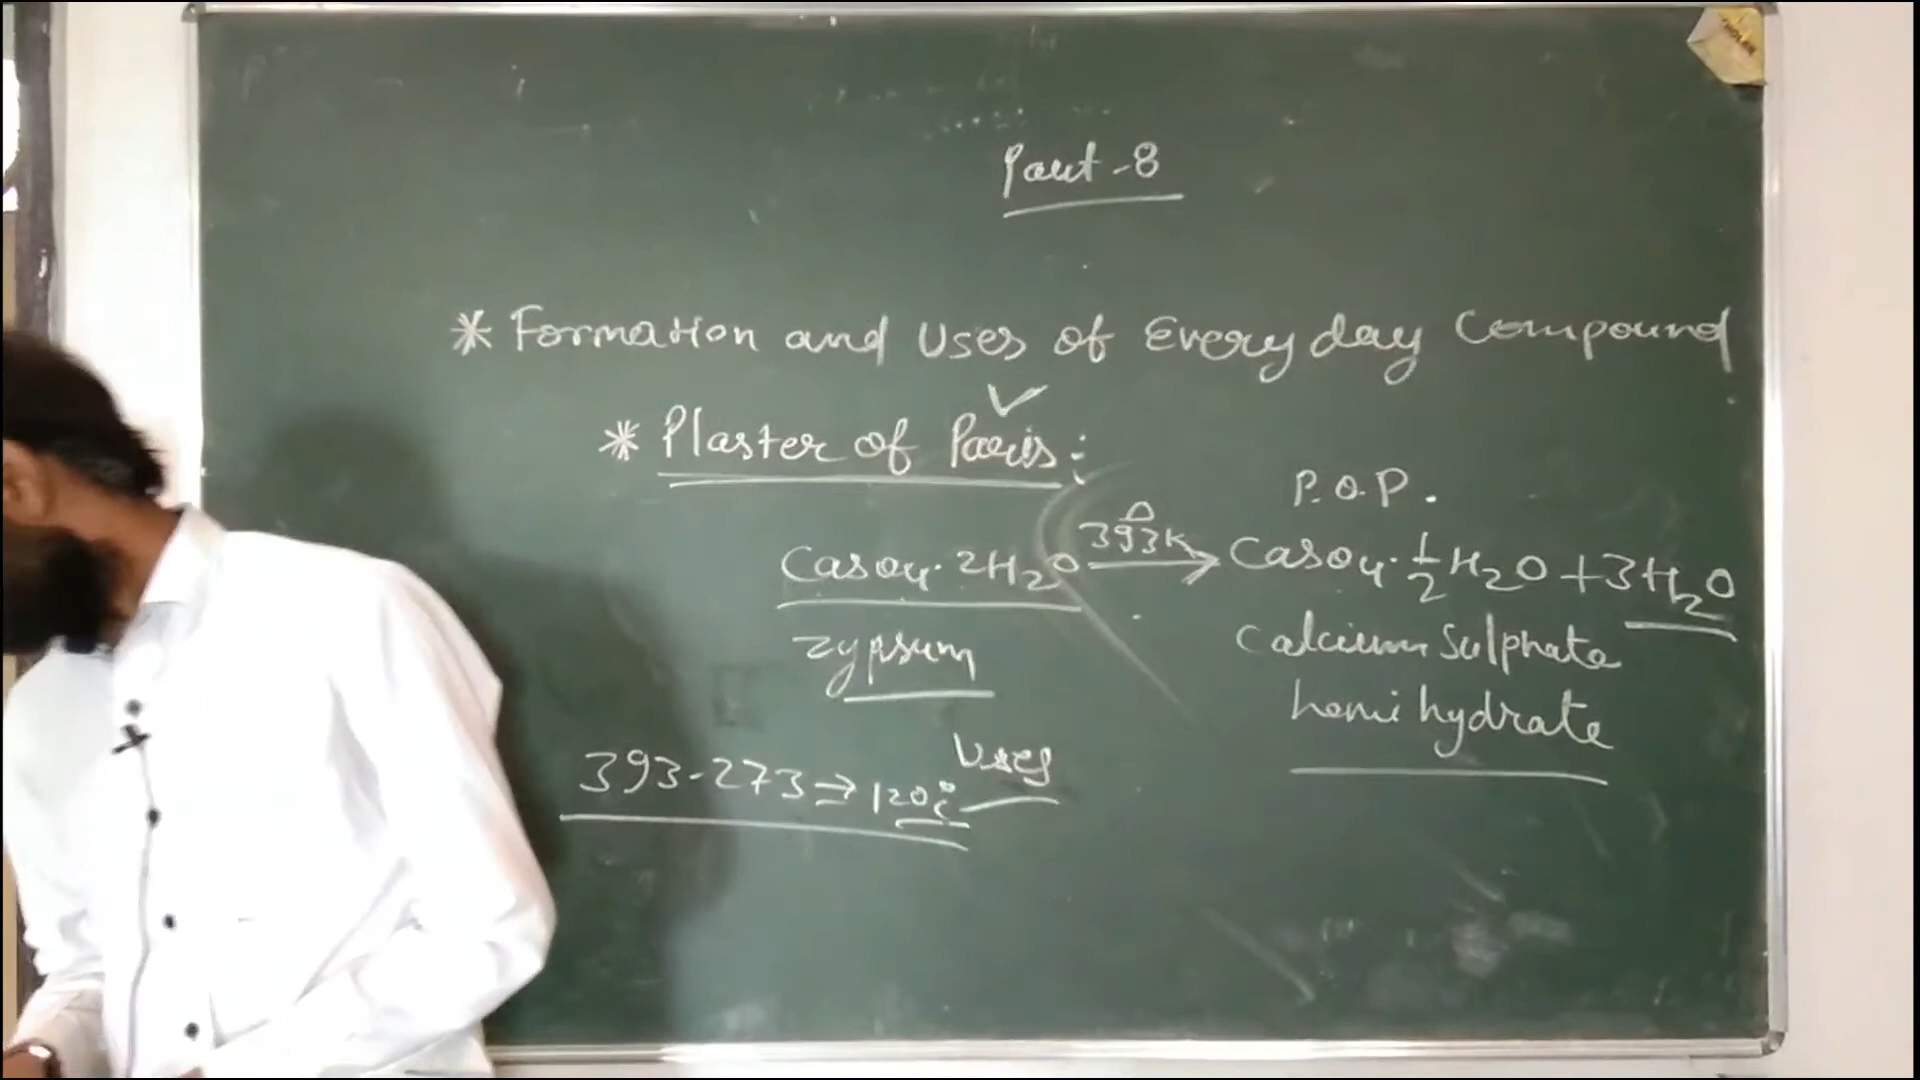 Part -8
* Formation and Uses of Everyday Compound
* Plaster of Paris:
P.O.P.
CaSO4.2H2O →Δ 393K CaSO4.1/2H2O + 3H2O
zypsum
Calcium Sulphate
hemi hydrate
Uses
393-273 ⇒ 120°C